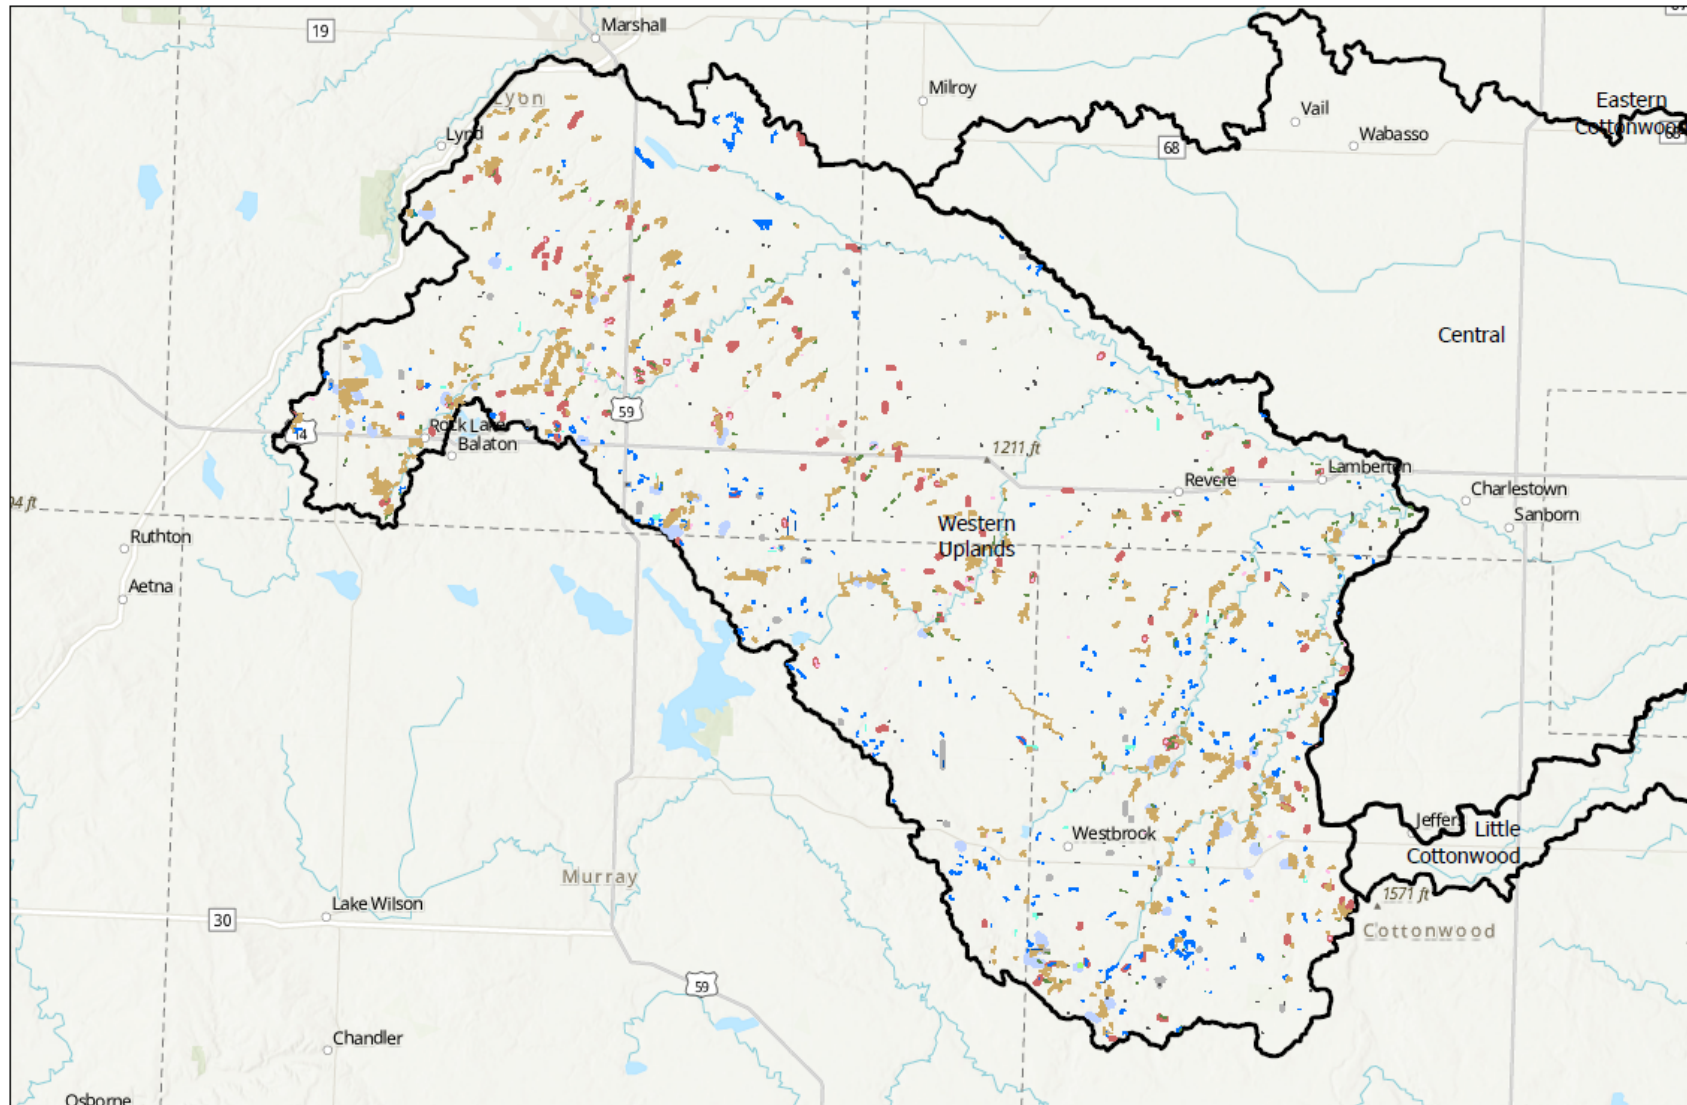 19
Marshall
Milroy
Lyon
Lynd
Vail
Eastern
Cottonwood
68
68
Wabasso
Central
59
14
Rock Lake
Balaton
1211 ft
Revere
Lamberton
Charlestown
Sanborn
94 ft
Western
Uplands
Ruthton
Aetna
Westbrook
Jeffers
Little
Cottonwood
Murray
1571 ft
Lake Wilson
30
Cottonwood
59
Chandler
Osborne